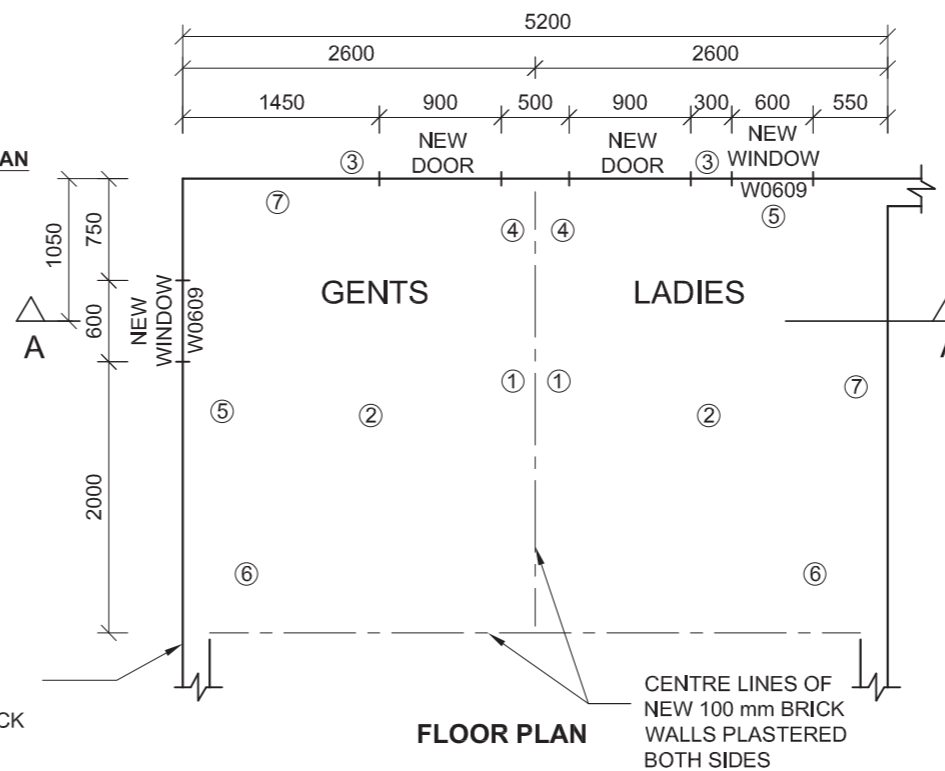 5200
2600 2600
1450 900 500 900 300 600 550
NEW
DOOR
NEW
DOOR
NEW
WINDOW
W0609
AN
③ ③
⑦ ⑤
1050 750
④ ④
GENTS LADIES
600
NEW
WINDOW
W0609
A
① ①
⑦
⑤ ② ②
2000
⑥ ⑥
CK
FLOOR PLAN
CENTRE LINES OF
NEW 100 mm BRICK
WALLS PLASTERED
BOTH SIDES